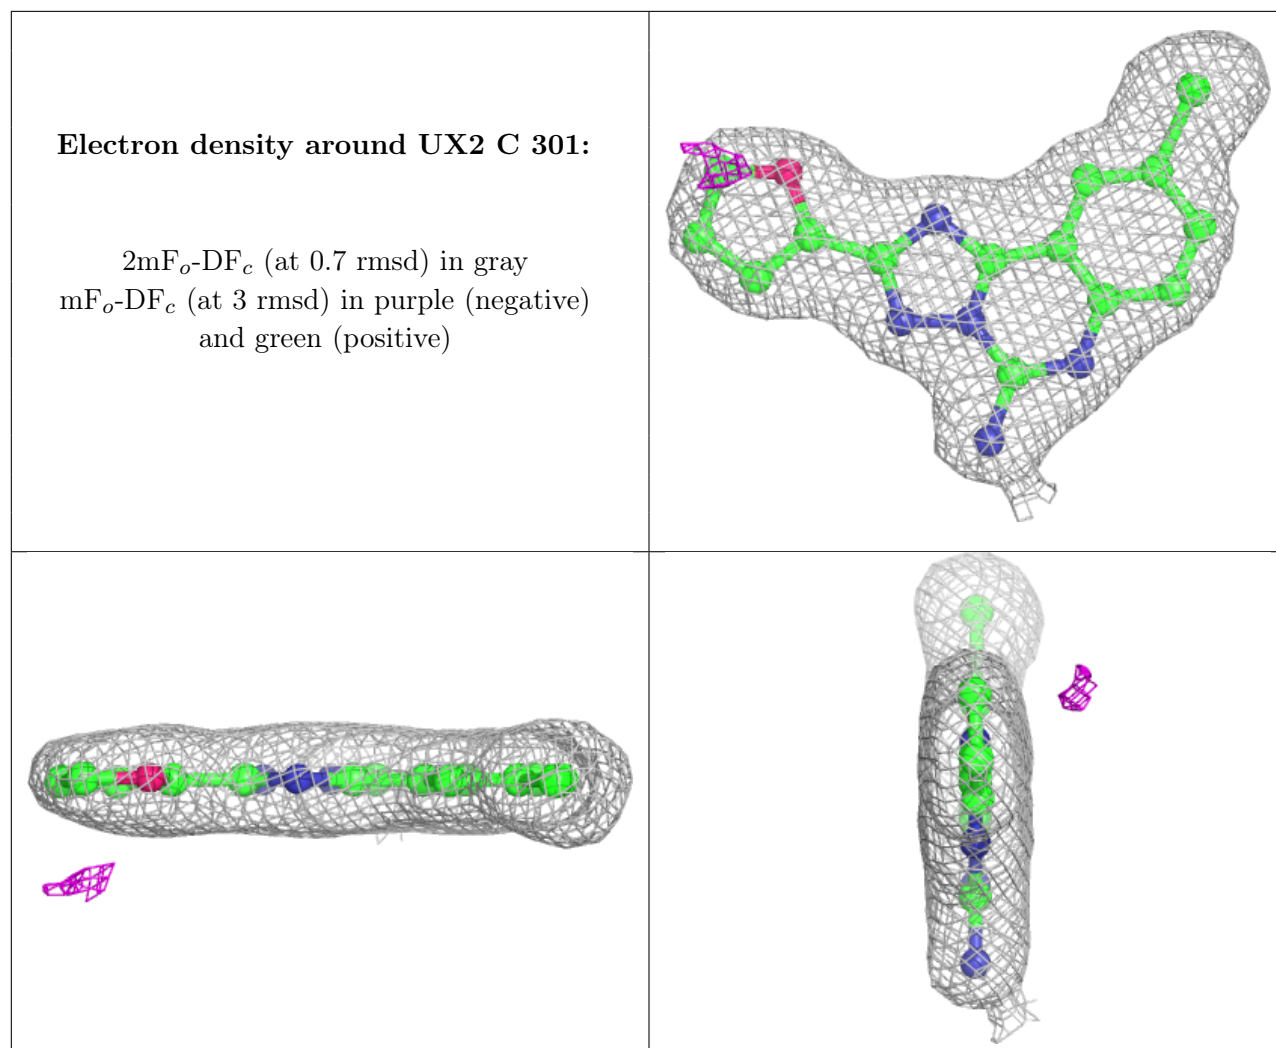 Electron density around UX2 C 301:
2mFo-DFc (at 0.7 rmsd) in gray
mFo-DFc (at 3 rmsd) in purple (negative)
and green (positive)